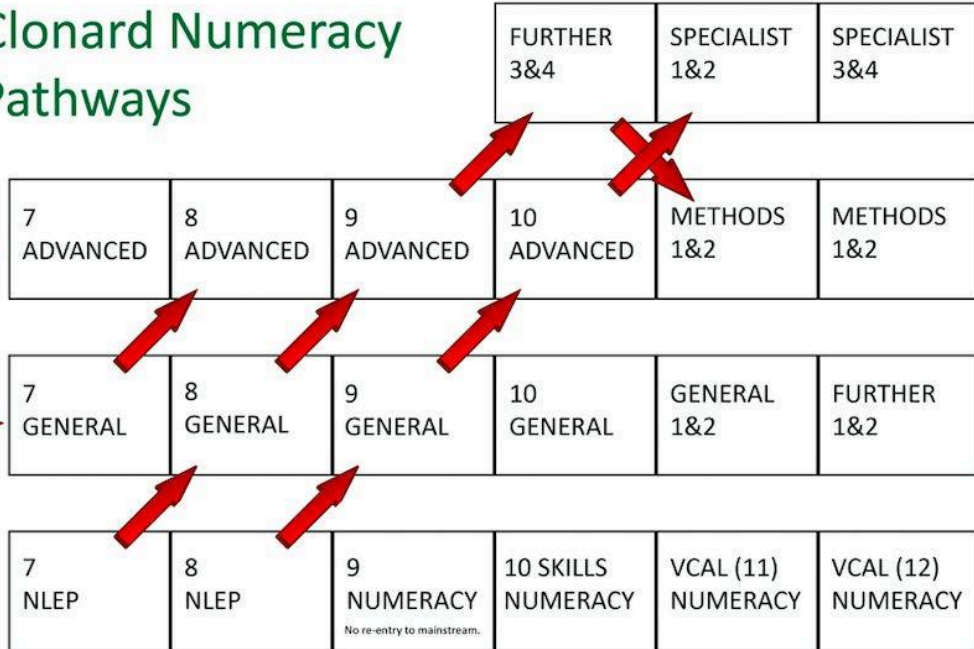 Clonard Numeracy
Pathways
FURTHER
3&4
SPECIALIST
1&2
SPECIALIST
3&4
7
ADVANCED
8
ADVANCED
9
ADVANCED
10
ADVANCED
METHODS
1&2
METHODS
1&2
7
GENERAL
8
GENERAL
9
GENERAL
10
GENERAL
GENERAL
1&2
FURTHER
1&2
7
NLEP
8
NLEP
9
NUMERACY
No re-entry to mainstream.
10 SKILLS
NUMERACY
VCAL (11)
NUMERACY
VCAL (12)
NUMERACY